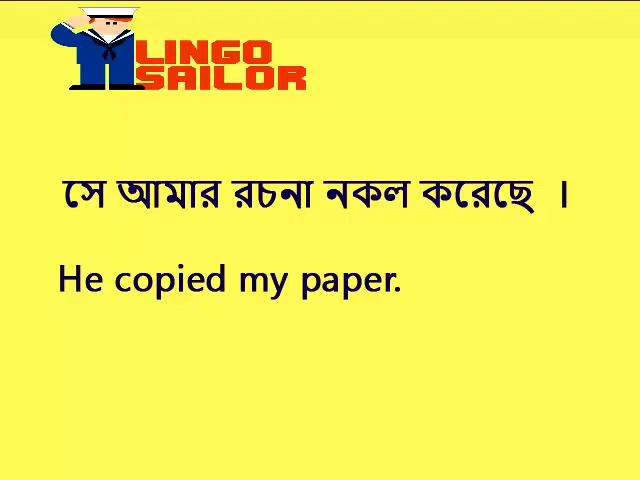 LINGO
SAILOR
সে আমার রচনা নকল করেছে ।
He copied my paper.